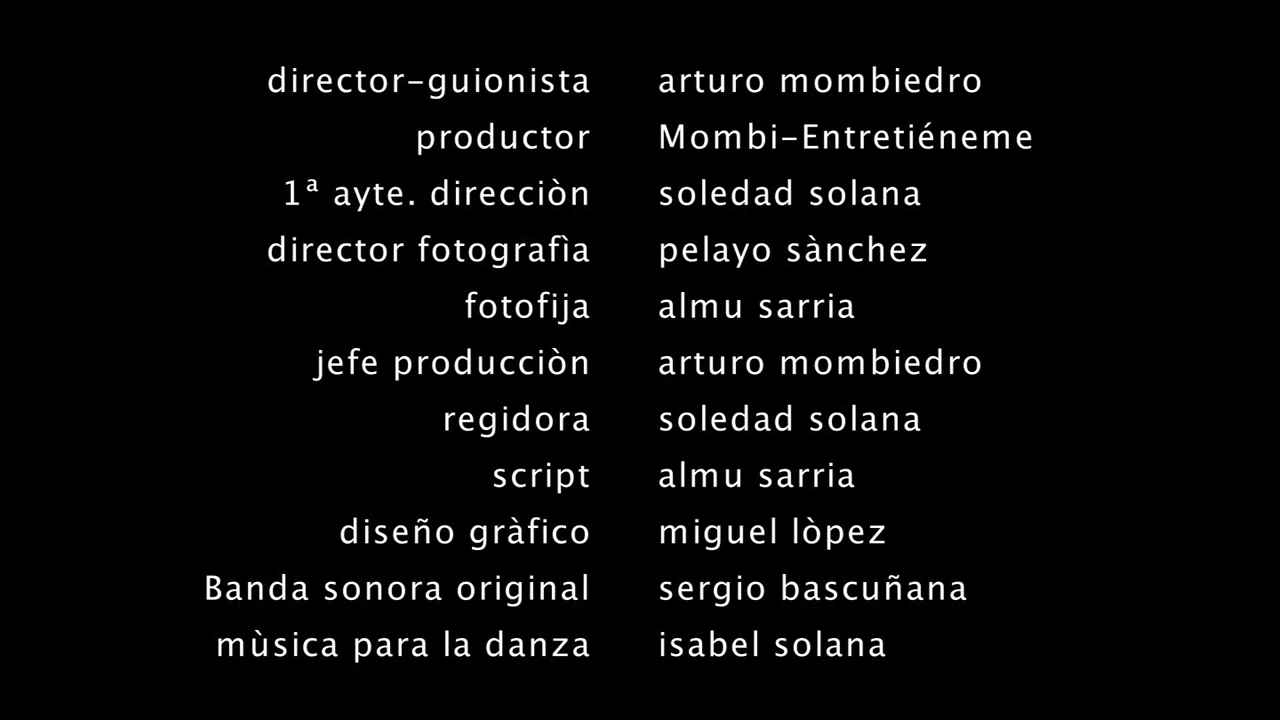 director-guionista arturo mombiedro
productor Mombi-Entretiéneme
1ª ayte. direcciòn soledad solana
director fotografìa pelayo sànchez
fotofija almu sarria
jefe producciòn arturo mombiedro
regidora soledad solana
script almu sarria
diseño gràfico miguel lòpez
Banda sonora original sergio bascuñana
mùsica para la danza isabel solana